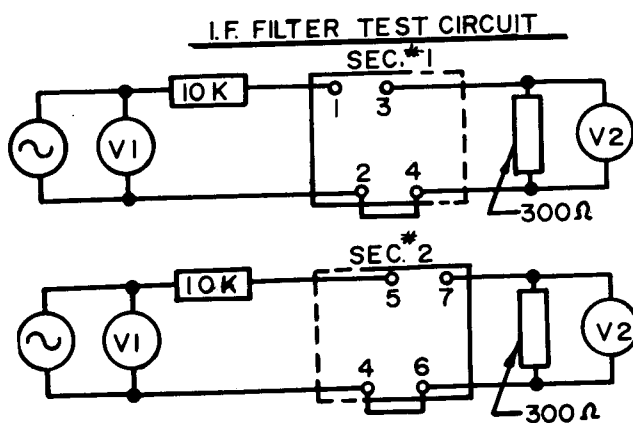 I.F. FILTER TEST CIRCUIT
SEC. #1
10K
1 3
V1
V2
2 4
300Ω
SEC. #2
10K
5 7
V1
V2
4 6
300Ω